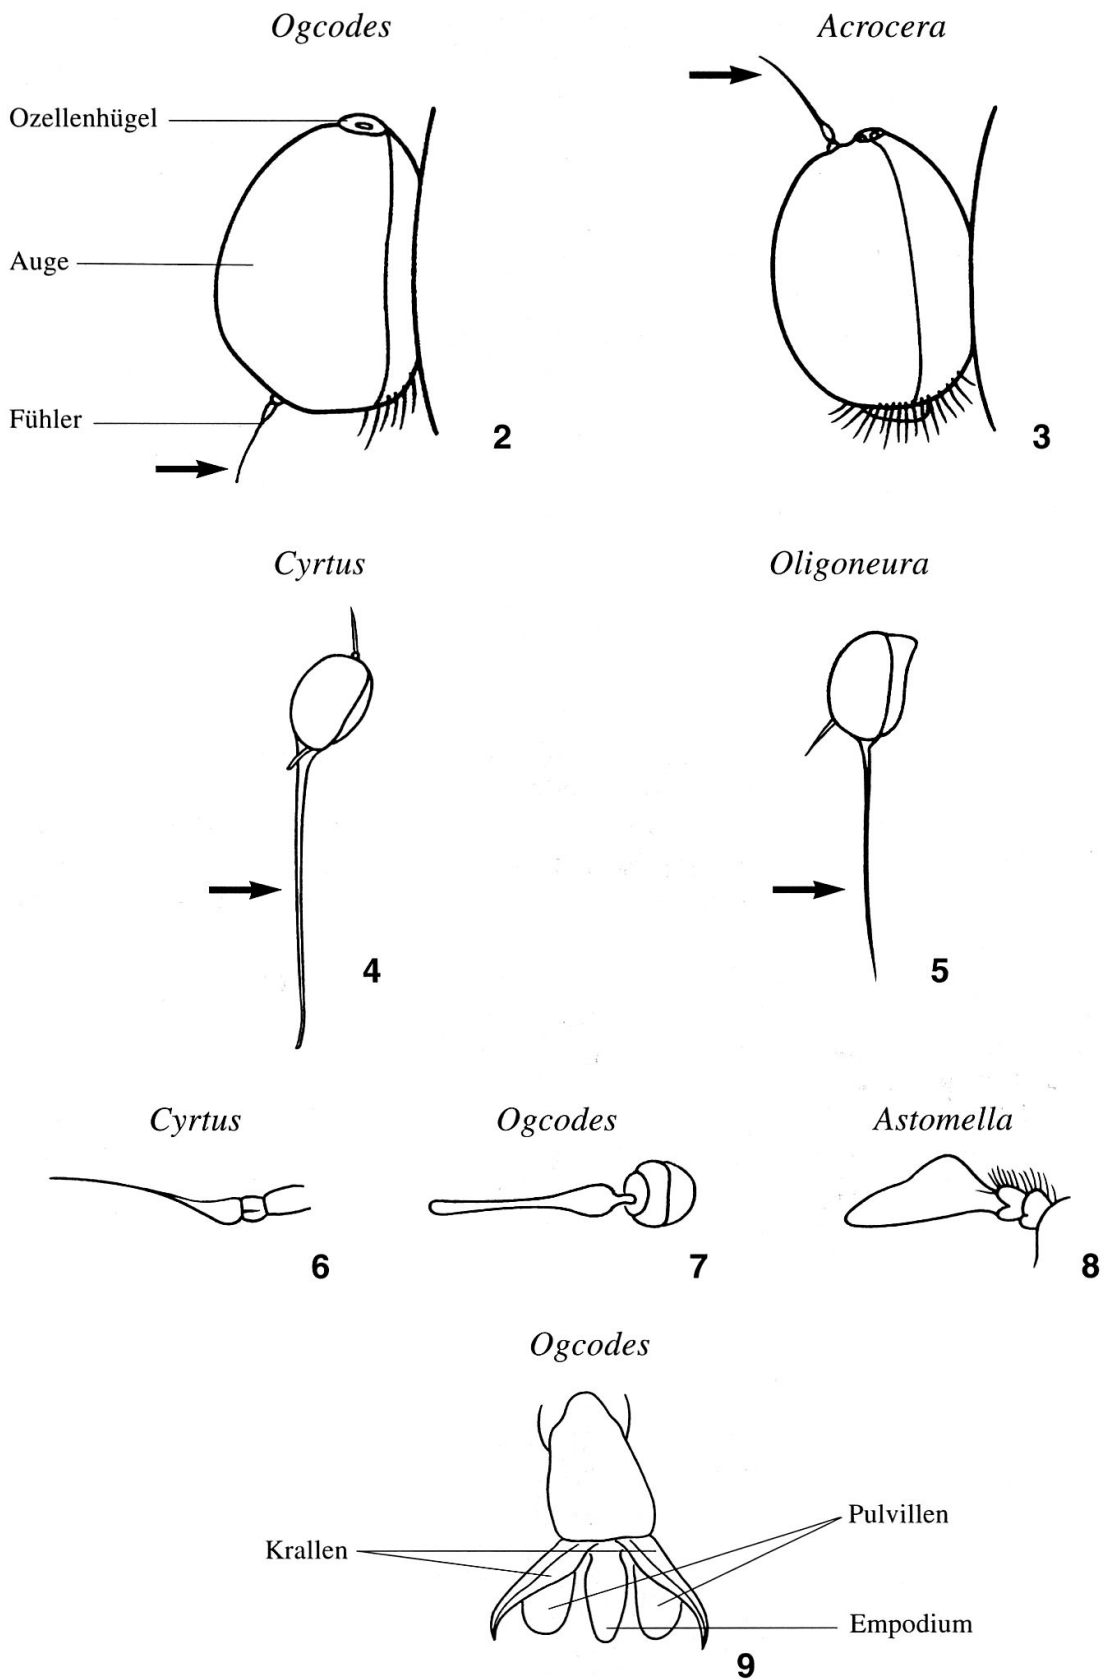 Ogcodes
Acrocera
Ozellenhügel
Auge
Fühler
2
3
Cyrtus
Oligoneura
4
5
Cyrtus
Ogcodes
Astomella
6
7
8
Ogcodes
Krallen
Pulvillen
Empodium
9